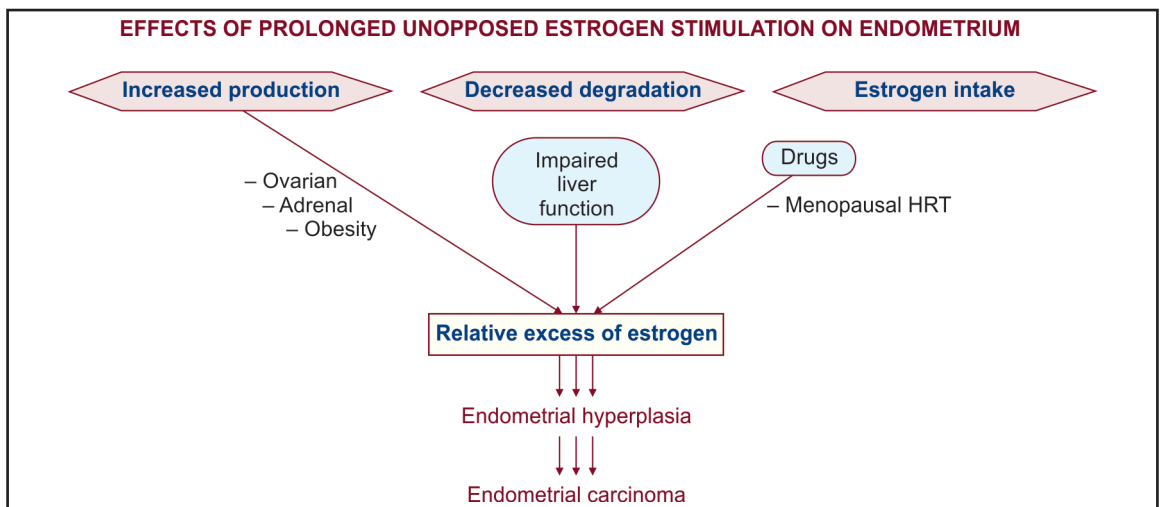 EFFECTS OF PROLONGED UNOPPOSED ESTROGEN STIMULATION ON ENDOMETRIUM
Increased production
Decreased degradation
Estrogen intake
– Ovarian
– Adrenal
– Obesity
Impaired
liver
function
Drugs
– Menopausal HRT
Relative excess of estrogen
Endometrial hyperplasia
Endometrial carcinoma